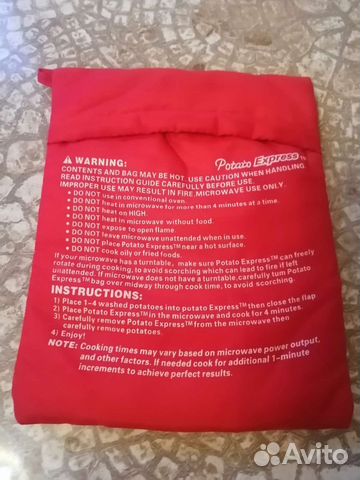 Potato Express™
⚠ WARNING:
CONTENTS AND BAG MAY BE HOT. USE CAUTION WHEN HANDLING.
READ INSTRUCTION GUIDE CAREFULLY BEFORE USE
IMPROPER USE MAY RESULT IN FIRE.MICROWAVE USE ONLY.
• DO NOT use in conventional oven.
• DO NOT heat in microwave for more than 4 minutes at a time.
• DO NOT heat on HIGH.
• DO NOT heat in microwave without food.
• DO NOT expose to open flame.
• DO NOT leave microwave unattended when in use.
• DO NOT place Potato Express™ near a hot surface.
• DO NOT cook oily or fried foods.
If your microwave has a turntable, make sure Potato Express™ can freely
rotate during cooking, to avoid scorching which can lead to fire if left
unattended. If microwave does not have a turntable,carefully turn Potato
Express™ bag over midway through cook time, to avoid scorching.
INSTRUCTIONS:
1) Place 1-4 washed potatoes into potato Express™ then close the flap
2) Place Potato Express™ in the microwave and cook for 4 minutes.
3) Carefully remove Potato Express™ from the microwave then
carefully remove potatoes.
4) Enjoy!
NOTE: Cooking times may vary based on microwave power output,
and other factors. If needed cook for additional 1-minute
increments to achieve perfect results.
Avito